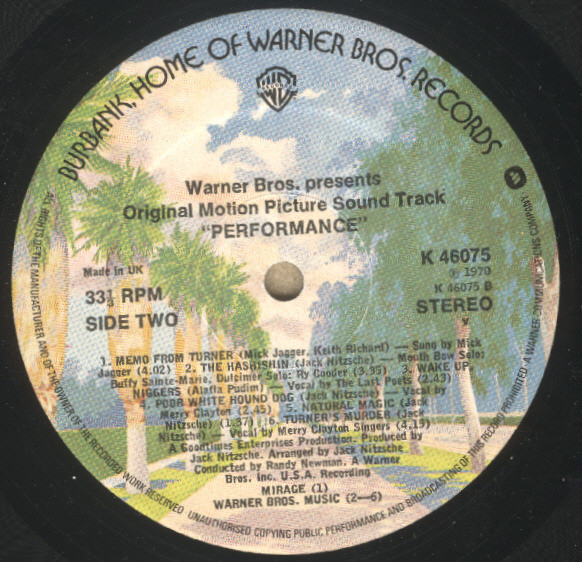 BURBANK, HOME OF WARNER BROS. RECORDS
WB
Warner Bros. presents
Original Motion Picture Sound Track
"PERFORMANCE"
K 46075
℗ 1970
K 46075 B
STEREO
Made in UK
33⅓ RPM
SIDE TWO
1. MEMO FROM TURNER (Mick Jagger, Keith Richard) — Sung by Mick
Jagger (4.02) 2. THE HASHISHIN (Jack Nitzsche) — Mouth Bow Solo:
Buffy Sainte-Marie. Dulcimer Solo: Ry Cooder (3.35) 3. WAKE UP,
NIGGERS (Alafia Pudim) — Vocal by The Last Poets (2.43)
4. POOR WHITE HOUND DOG (Jack Nitzsche) — Vocal by
Merry Clayton (2.45) 5. NATURAL MAGIC (Jack
Nitzsche) (1.37) 6. TURNER'S MURDER (Jack
Nitzsche) — Vocal by Merry Clayton Singers (4.15)
A Goodtimes Enterprises Production. Produced by
Jack Nitzsche. Arranged by Jack Nitzsche
Conducted by Randy Newman. A Warner
Bros. Inc. U.S.A. Recording
MIRAGE (1)
WARNER BROS. MUSIC (2—6)
ALL RIGHTS OF THE MANUFACTURER AND OF THE OWNER OF THE RECORDED WORK RESERVED UNAUTHORISED COPYING PUBLIC PERFORMANCE AND BROADCASTING OF THIS RECORD PROHIBITED · A WARNER COMMUNICATIONS COMPANY